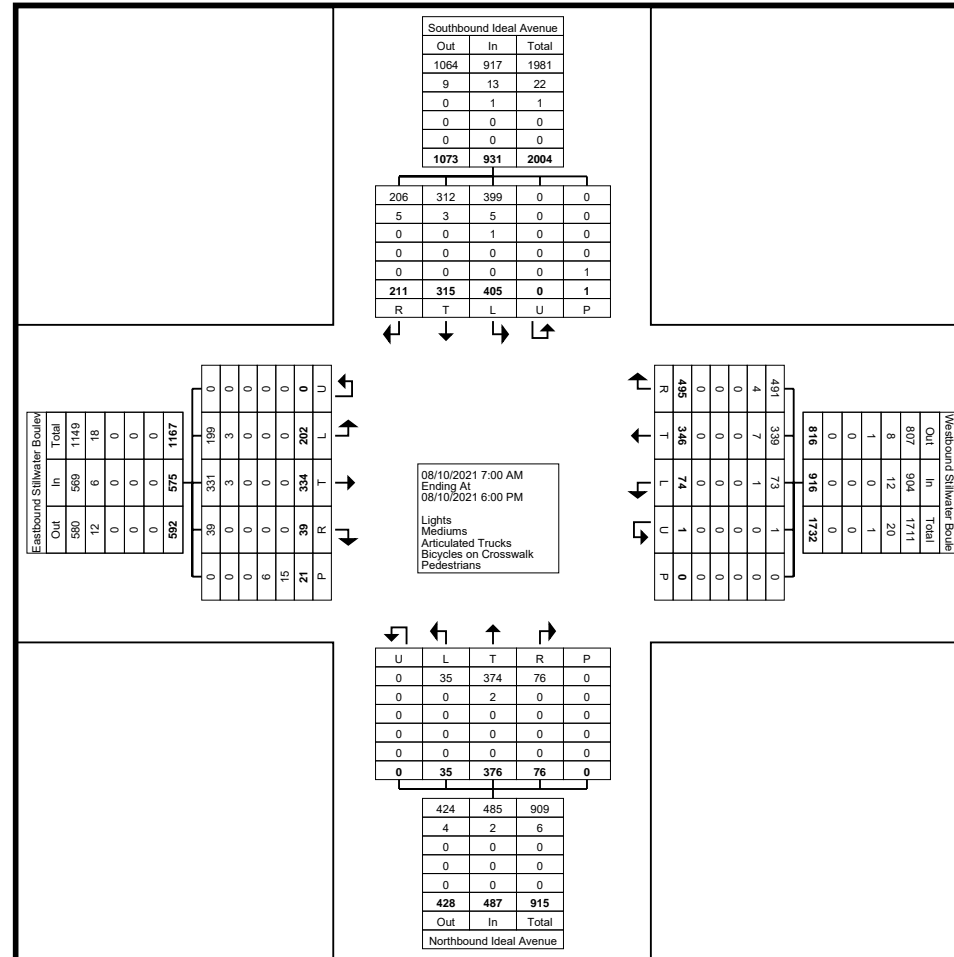 Southbound Ideal Avenue
Out In Total
1064 917 1981
9 13 22
0 1 1
0 0 0
0 0 0
1073 931 2004
206 312 399 0 0
5 3 5 0 0
0 0 1 0 0
0 0 0 0 0
0 0 0 0 1
211 315 405 0 1
R T L U P
Eastbound Stillwater Boulev
Total In Out
1149 569 580
18 6 12
0 0 0
0 0 0
0 0 0
1167 575 592
0 199 331 39 0
0 3 3 0 0
0 0 0 0 0
0 0 0 0 6
0 0 0 0 15
0 202 334 39 21
U L T R P
08/10/2021 7:00 AM
Ending At
08/10/2021 6:00 PM
Lights
Mediums
Articulated Trucks
Bicycles on Crosswalk
Pedestrians
Westbound Stillwater Boule
Out In Total
807 904 1711
8 12 20
1 0 1
0 0 0
0 0 0
816 916 1732
491 339 73 1 0
4 7 1 0 0
0 0 0 0 0
0 0 0 0 0
0 0 0 0 0
495 346 74 1 0
R T L U P
U L T R P
0 35 374 76 0
0 0 2 0 0
0 0 0 0 0
0 0 0 0 0
0 0 0 0 0
0 35 376 76 0
424 485 909
4 2 6
0 0 0
0 0 0
0 0 0
428 487 915
Out In Total
Northbound Ideal Avenue